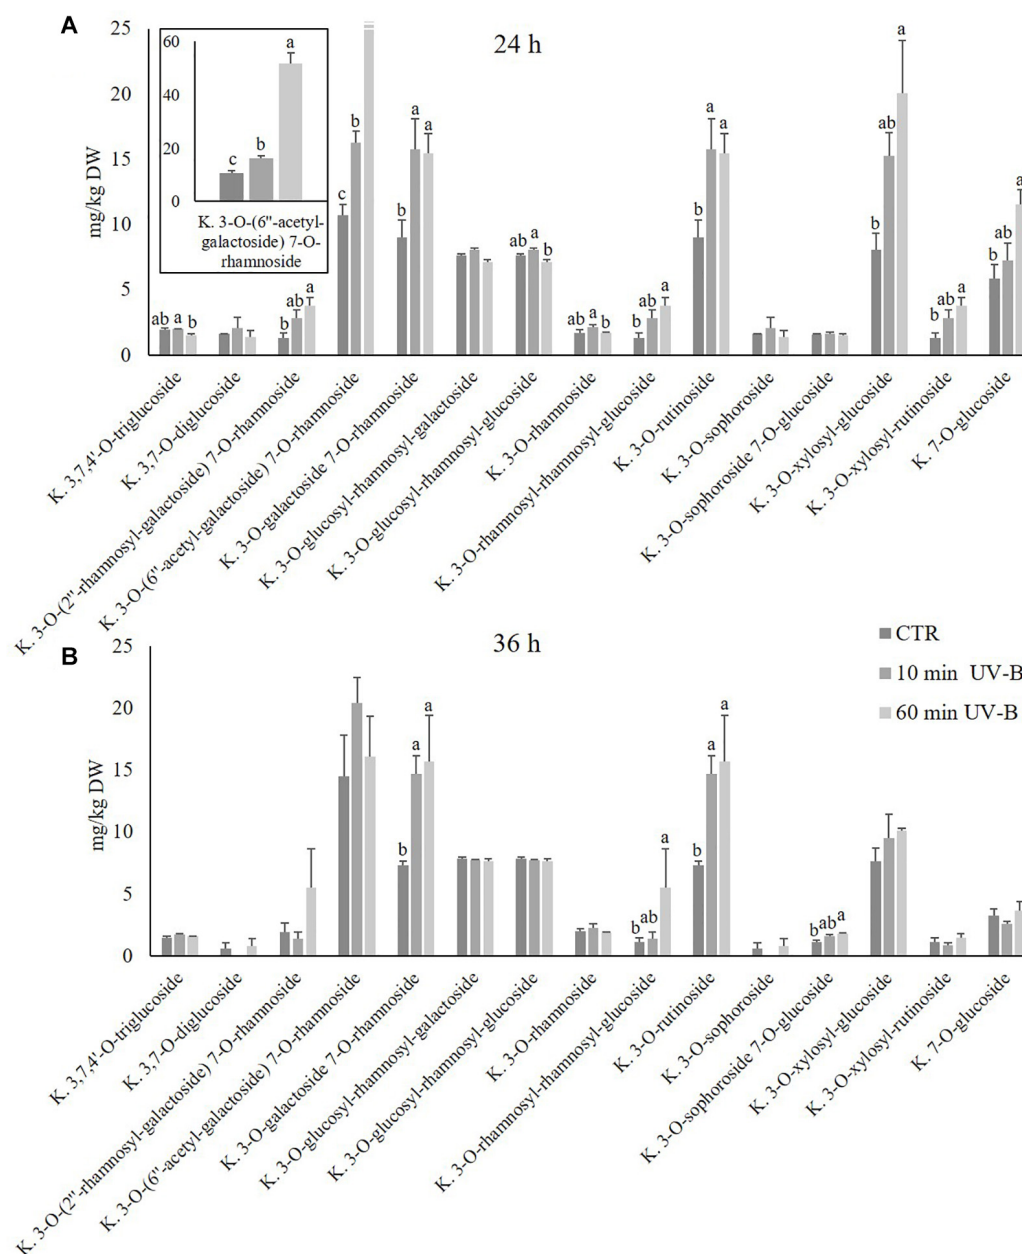 A
24 h
mg/kg DW
25
20
15
10
5
0
60
40
20
0
c
b
a
K. 3-O-(6"-acetyl-
galactoside) 7-O-
rhamnoside
ab a b
b ab a
c b
b a a
ab a b
ab a b
b ab a
b a a
b ab a
b ab a
b ab a
K. 3,7,4'-O-triglucoside
K. 3,7-O-diglucoside
K. 3-O-(2"-rhamnosyl-galactoside) 7-O-rhamnoside
K. 3-O-(6"-acetyl-galactoside) 7-O-rhamnoside
K. 3-O-galactoside 7-O-rhamnoside
K. 3-O-glucosyl-rhamnosyl-galactoside
K. 3-O-glucosyl-rhamnosyl-glucoside
K. 3-O-rhamnoside
K. 3-O-rhamnosyl-rhamnosyl-glucoside
K. 3-O-rutinoside
K. 3-O-sophoroside
K. 3-O-sophoroside 7-O-glucoside
K. 3-O-xylosyl-glucoside
K. 3-O-xylosyl-rutinoside
K. 7-O-glucoside
B
36 h
CTR
10 min UV-B
60 min UV-B
mg/kg DW
25
20
15
10
5
0
b a a
b ab a
b a a
b ab a
K. 3,7,4'-O-triglucoside
K. 3,7-O-diglucoside
K. 3-O-(2"-rhamnosyl-galactoside) 7-O-rhamnoside
K. 3-O-(6"-acetyl-galactoside) 7-O-rhamnoside
K. 3-O-galactoside 7-O-rhamnoside
K. 3-O-glucosyl-rhamnosyl-galactoside
K. 3-O-glucosyl-rhamnosyl-glucoside
K. 3-O-rhamnoside
K. 3-O-rhamnosyl-rhamnosyl-glucoside
K. 3-O-rutinoside
K. 3-O-sophoroside
K. 3-O-sophoroside 7-O-glucoside
K. 3-O-xylosyl-glucoside
K. 3-O-xylosyl-rutinoside
K. 7-O-glucoside